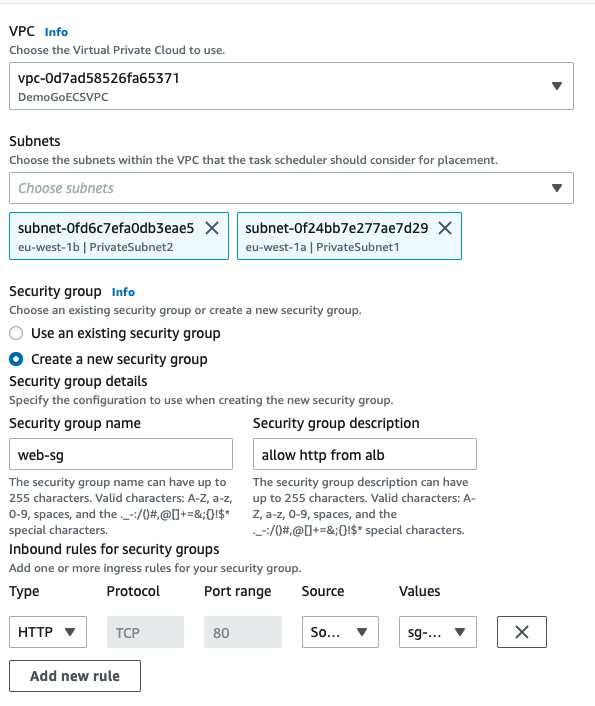 VPC Info
Choose the Virtual Private Cloud to use.
vpc-0d7ad58526fa65371
DemoGoECSVPC
Subnets
Choose the subnets within the VPC that the task scheduler should consider for placement.
Choose subnets
subnet-0fd6c7efa0db3eae5
eu-west-1b | PrivateSubnet2
subnet-0f24bb7e277ae7d29
eu-west-1a | PrivateSubnet1
Security group Info
Choose an existing security group or create a new security group.
Use an existing security group
Create a new security group
Security group details
Specify the configuration to use when creating the new security group.
Security group name
web-sg
The security group name can have up to
255 characters. Valid characters: A-Z, a-z,
0-9, spaces, and the ._-:/()#,@[]+=&;{}!$*
special characters.
Security group description
allow http from alb
The security group description can have
up to 255 characters. Valid characters: A-
Z, a-z, 0-9, spaces, and the
._-:/()#,@[]+=&;{}!$* special characters.
Inbound rules for security groups
Add one or more ingress rules for your security group.
Type Protocol Port range Source Values
HTTP TCP 80 So... sg-...
Add new rule